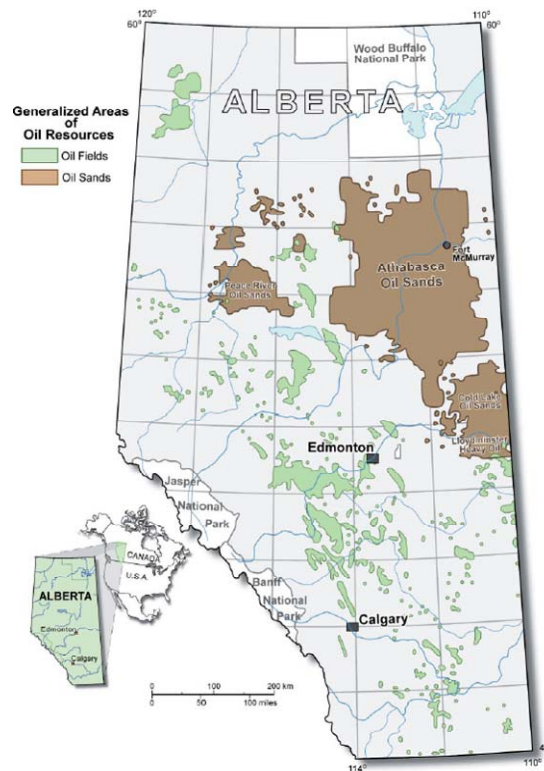 120°
110°
60°
60°
Wood Buffalo
National Park
ALBERTA
Generalized Areas
of
Oil Resources
Oil Fields
Oil Sands
Fort
McMurray
Athabasca
Oil Sands
Peace River
Oil Sands
Cold Lake
Oil Sands
Lloydminster
Heavy Oil
Edmonton
Jasper
National
Park
Banff
National
Park
Calgary
CANADA
U.S.A.
ALBERTA
Edmonton
Calgary
0 100 200 km
0 50 100 miles
114°
110°